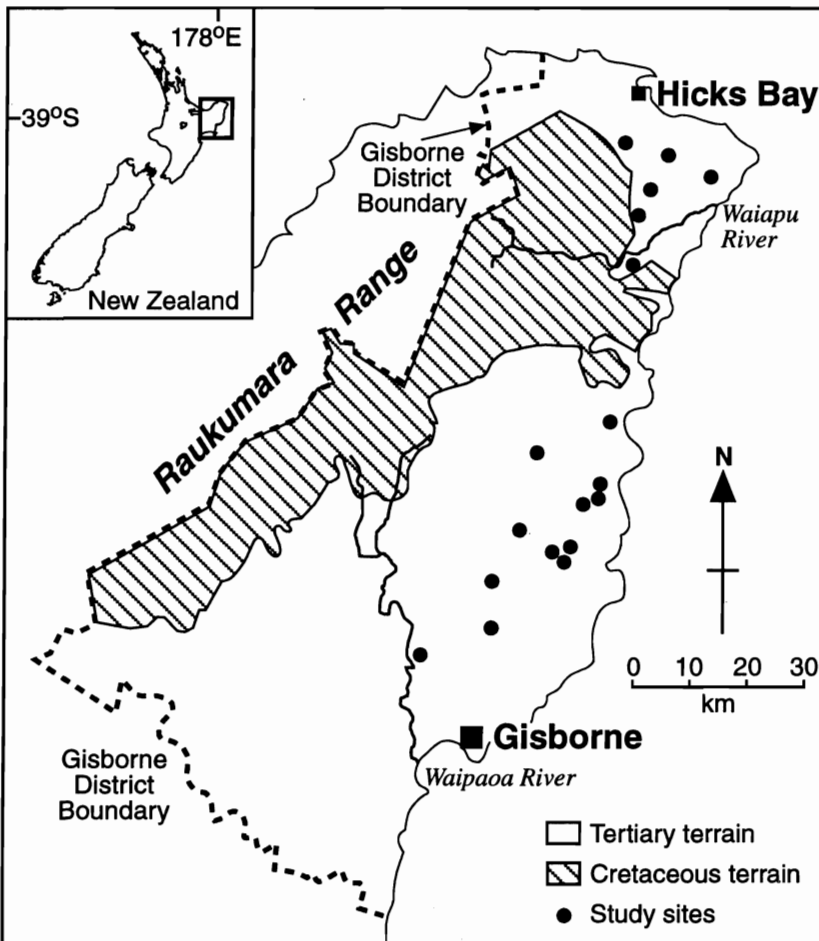 178°E
39°S
New Zealand
Hicks Bay
Gisborne
District
Boundary
Waiapu
River
Raukumara Range
N
0 10 20 30
km
Gisborne
Waipaoa River
Gisborne
District
Boundary
Tertiary terrain
Cretaceous terrain
Study sites